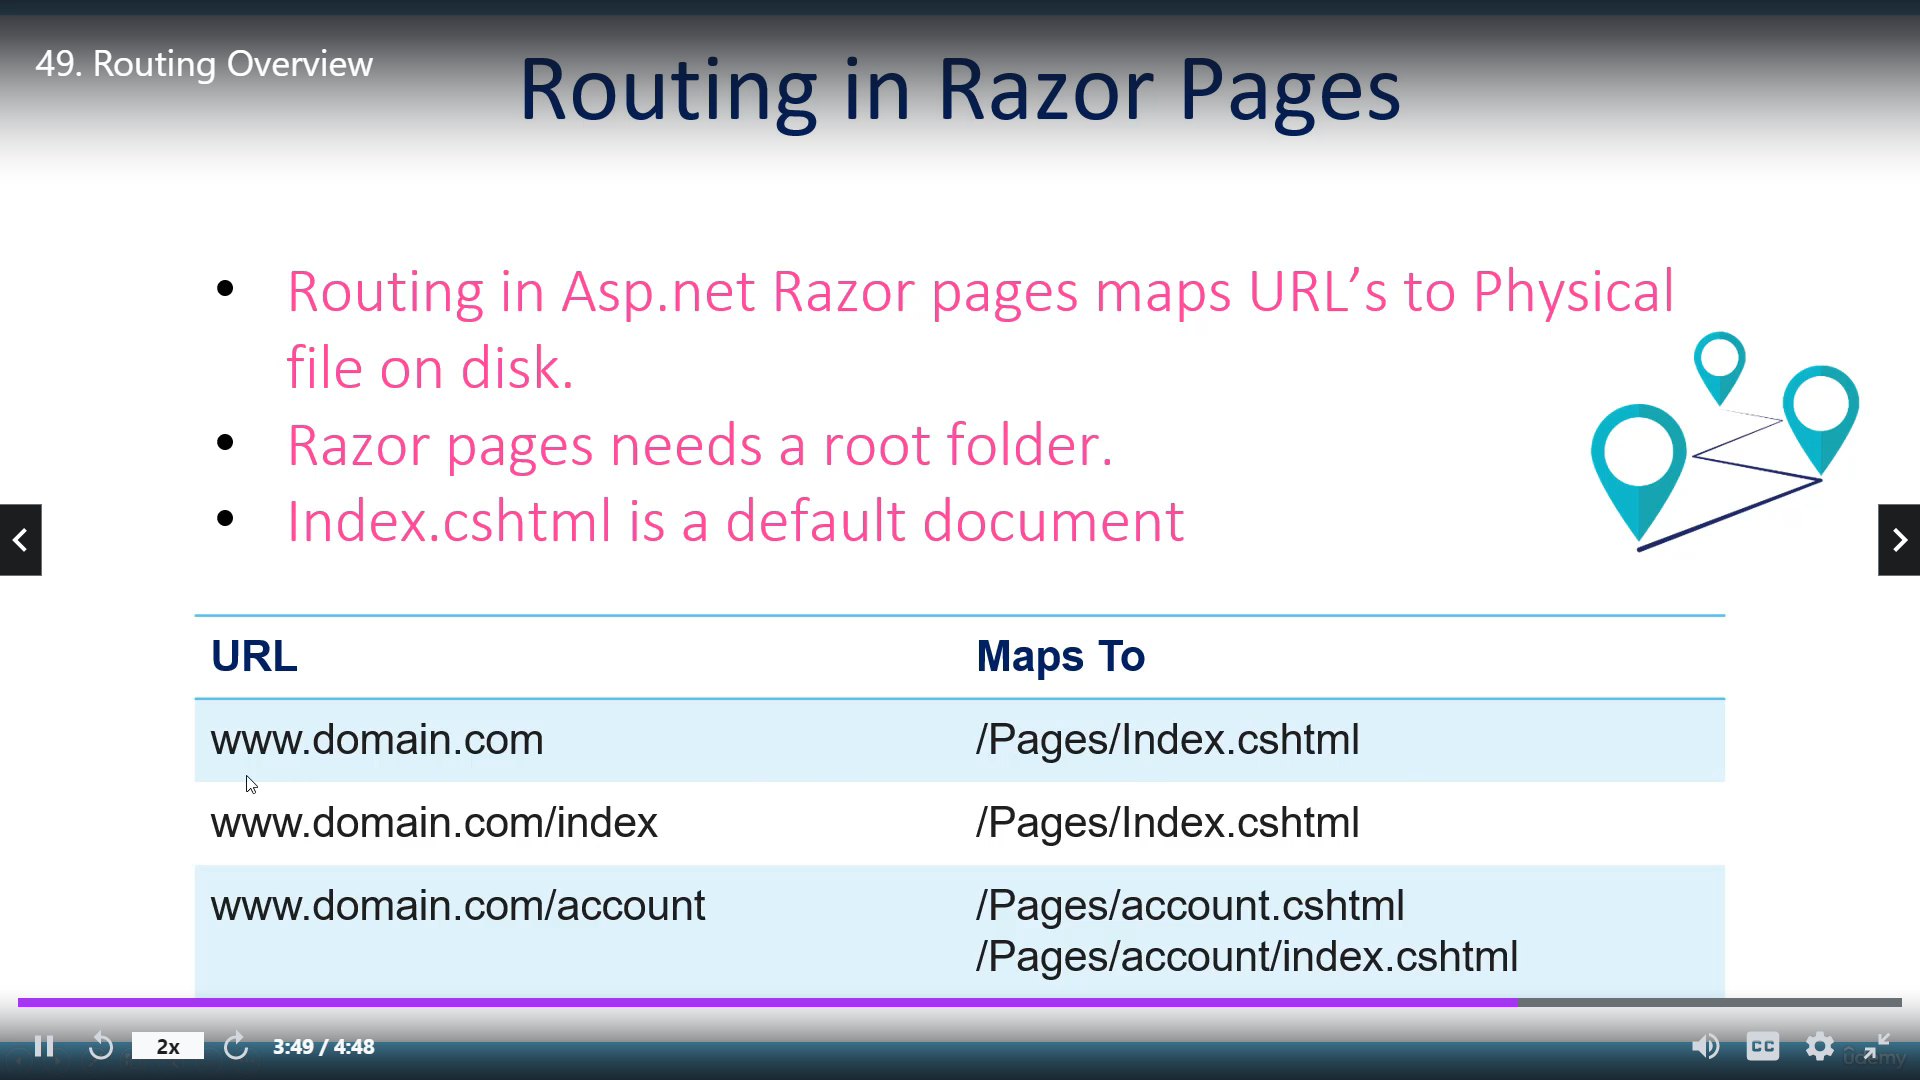 49. Routing Overview
Routing in Razor Pages
• Routing in Asp.net Razor pages maps URL’s to Physical
file on disk.
• Razor pages needs a root folder.
• Index.cshtml is a default document
URL Maps To
www.domain.com /Pages/Index.cshtml
www.domain.com/index /Pages/Index.cshtml
www.domain.com/account /Pages/account.cshtml
/Pages/account/index.cshtml
2x 3:49 / 4:48 CC
udemy